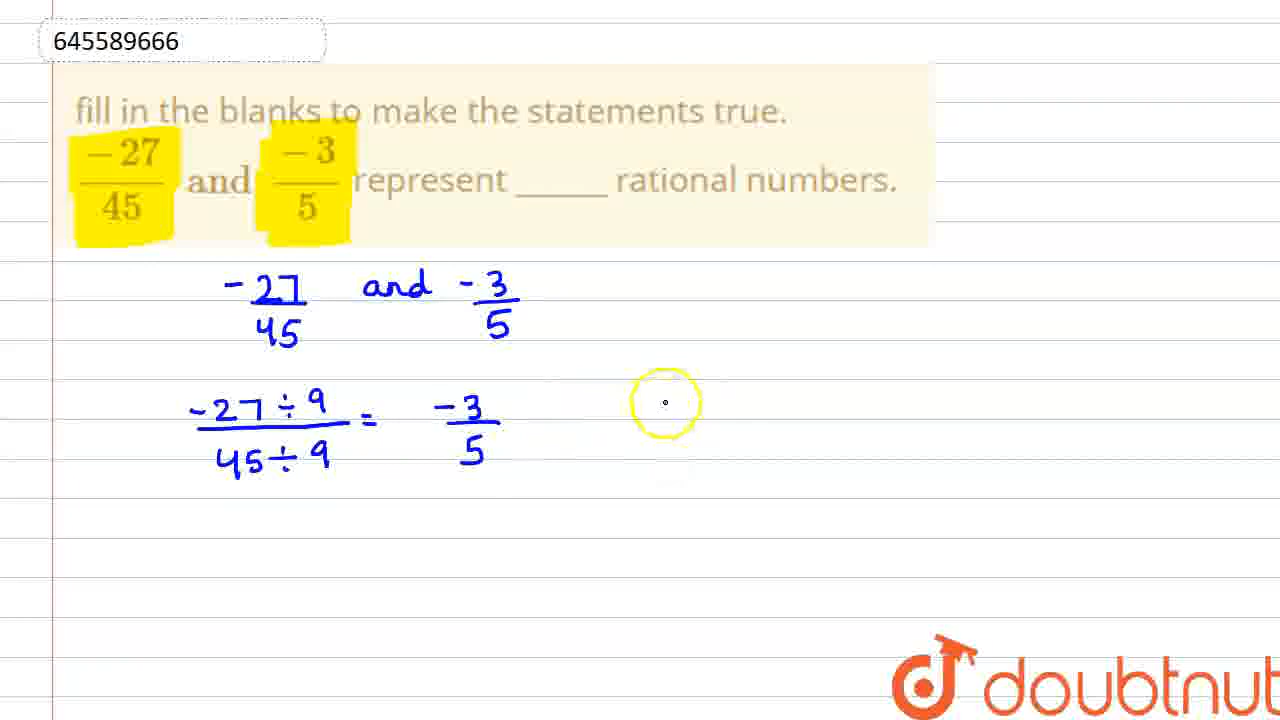 645589666
fill in the blanks to make the statements true.
-27/45 and -3/5 represent ______ rational numbers.
-27/45 and -3/5
-27÷9/45÷9 = -3/5
doubtnut